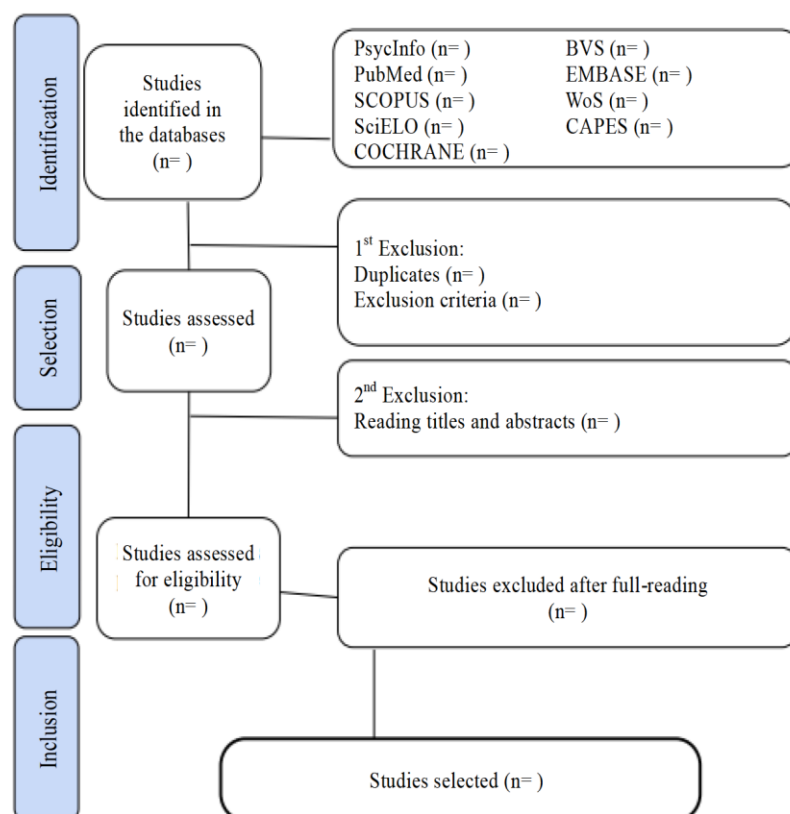 Identification
Studies
identified in
the databases
(n= )
PsycInfo (n= )
PubMed (n= )
SCOPUS (n= )
SciELO (n= )
COCHRANE (n= )
BVS (n= )
EMBASE (n= )
WoS (n= )
CAPES (n= )
1st Exclusion:
Duplicates (n= )
Exclusion criteria (n= )
Selection
Studies assessed
(n= )
2nd Exclusion:
Reading titles and abstracts (n= )
Eligibility
Studies assessed
for eligibility
(n= )
Studies excluded after full-reading
(n= )
Inclusion
Studies selected (n= )